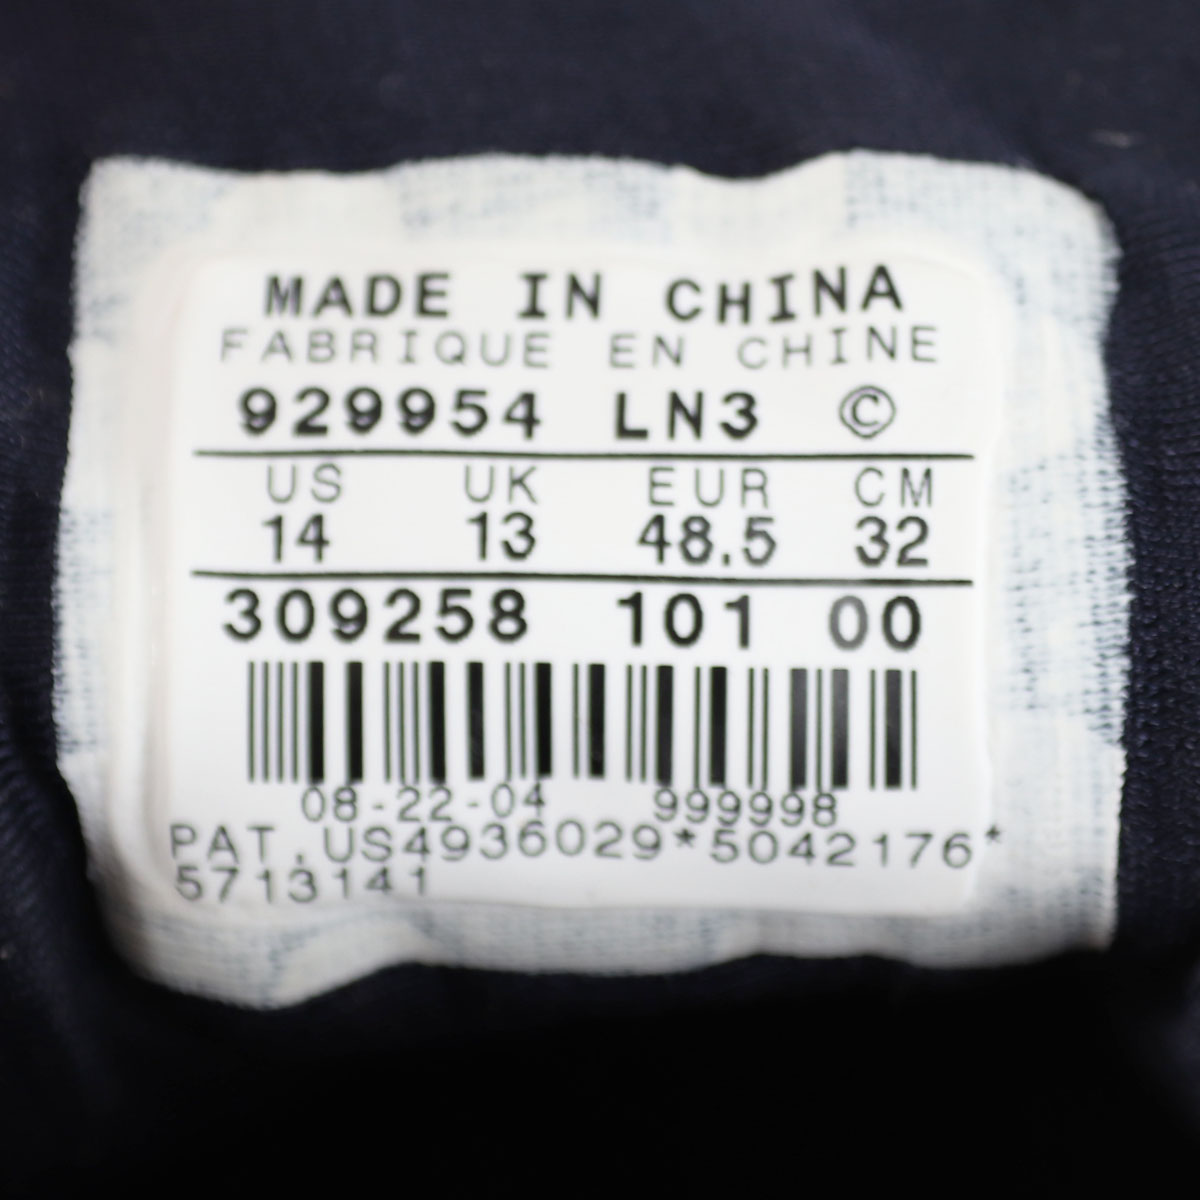 MADE IN CHINA
FABRIQUE EN CHINE
929954 LN3 ©
US UK EUR CM
14 13 48.5 32
309258 101 00
08-22-04 999998
PAT.US4936029*5042176*
5713141